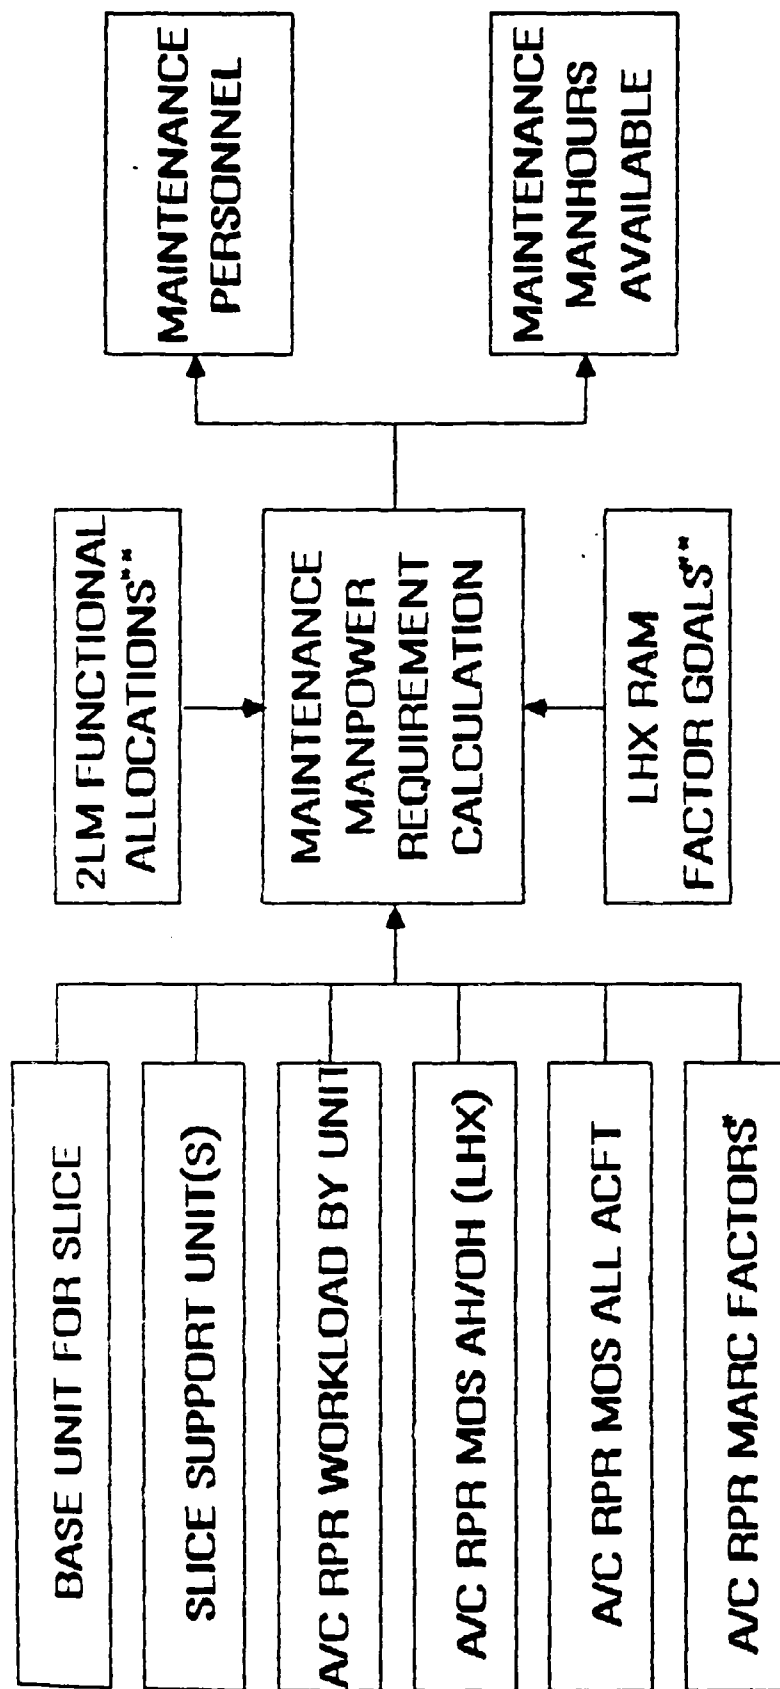 BASE UNIT FOR SLICE
SLICE SUPPORT UNIT(S)
A/C RPR WORKLOAD BY UNIT
A/C RPR MOS AH/OH (LHX)
A/C RPR MOS ALL ACFT
A/C RPR MARC FACTORS*
2LM FUNCTIONAL
ALLOCATIONS**
MAINTENANCE
MANPOWER
REQUIREMENT
CALCULATION
LHX RAM
FACTOR GOALS**
MAINTENANCE
PERSONNEL
MAINTENANCE
MANHOURS
AVAILABLE